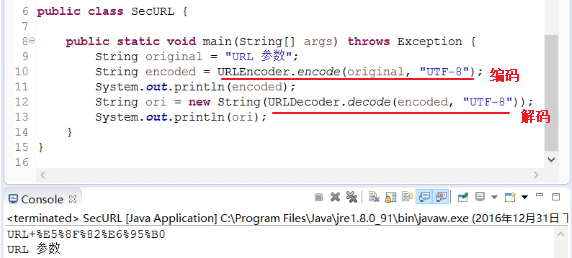 6 public class SecURL {
7
8 public static void main(String[] args) throws Exception {
9 String original = "URL 参数";
10 String encoded = URLEncoder.encode(original, "UTF-8"); 编码
11 System.out.println(encoded);
12 String ori = new String(URLDecoder.decode(encoded, "UTF-8"));
13 System.out.println(ori); 解码
14 }
15 }
16
Console
<terminated> SecURL [Java Application] C:\Program Files\Java\jre1.8.0_91\bin\javaw.exe (2016年12月31日 下
URL+%E5%8F%82%E6%95%B0
URL 参数